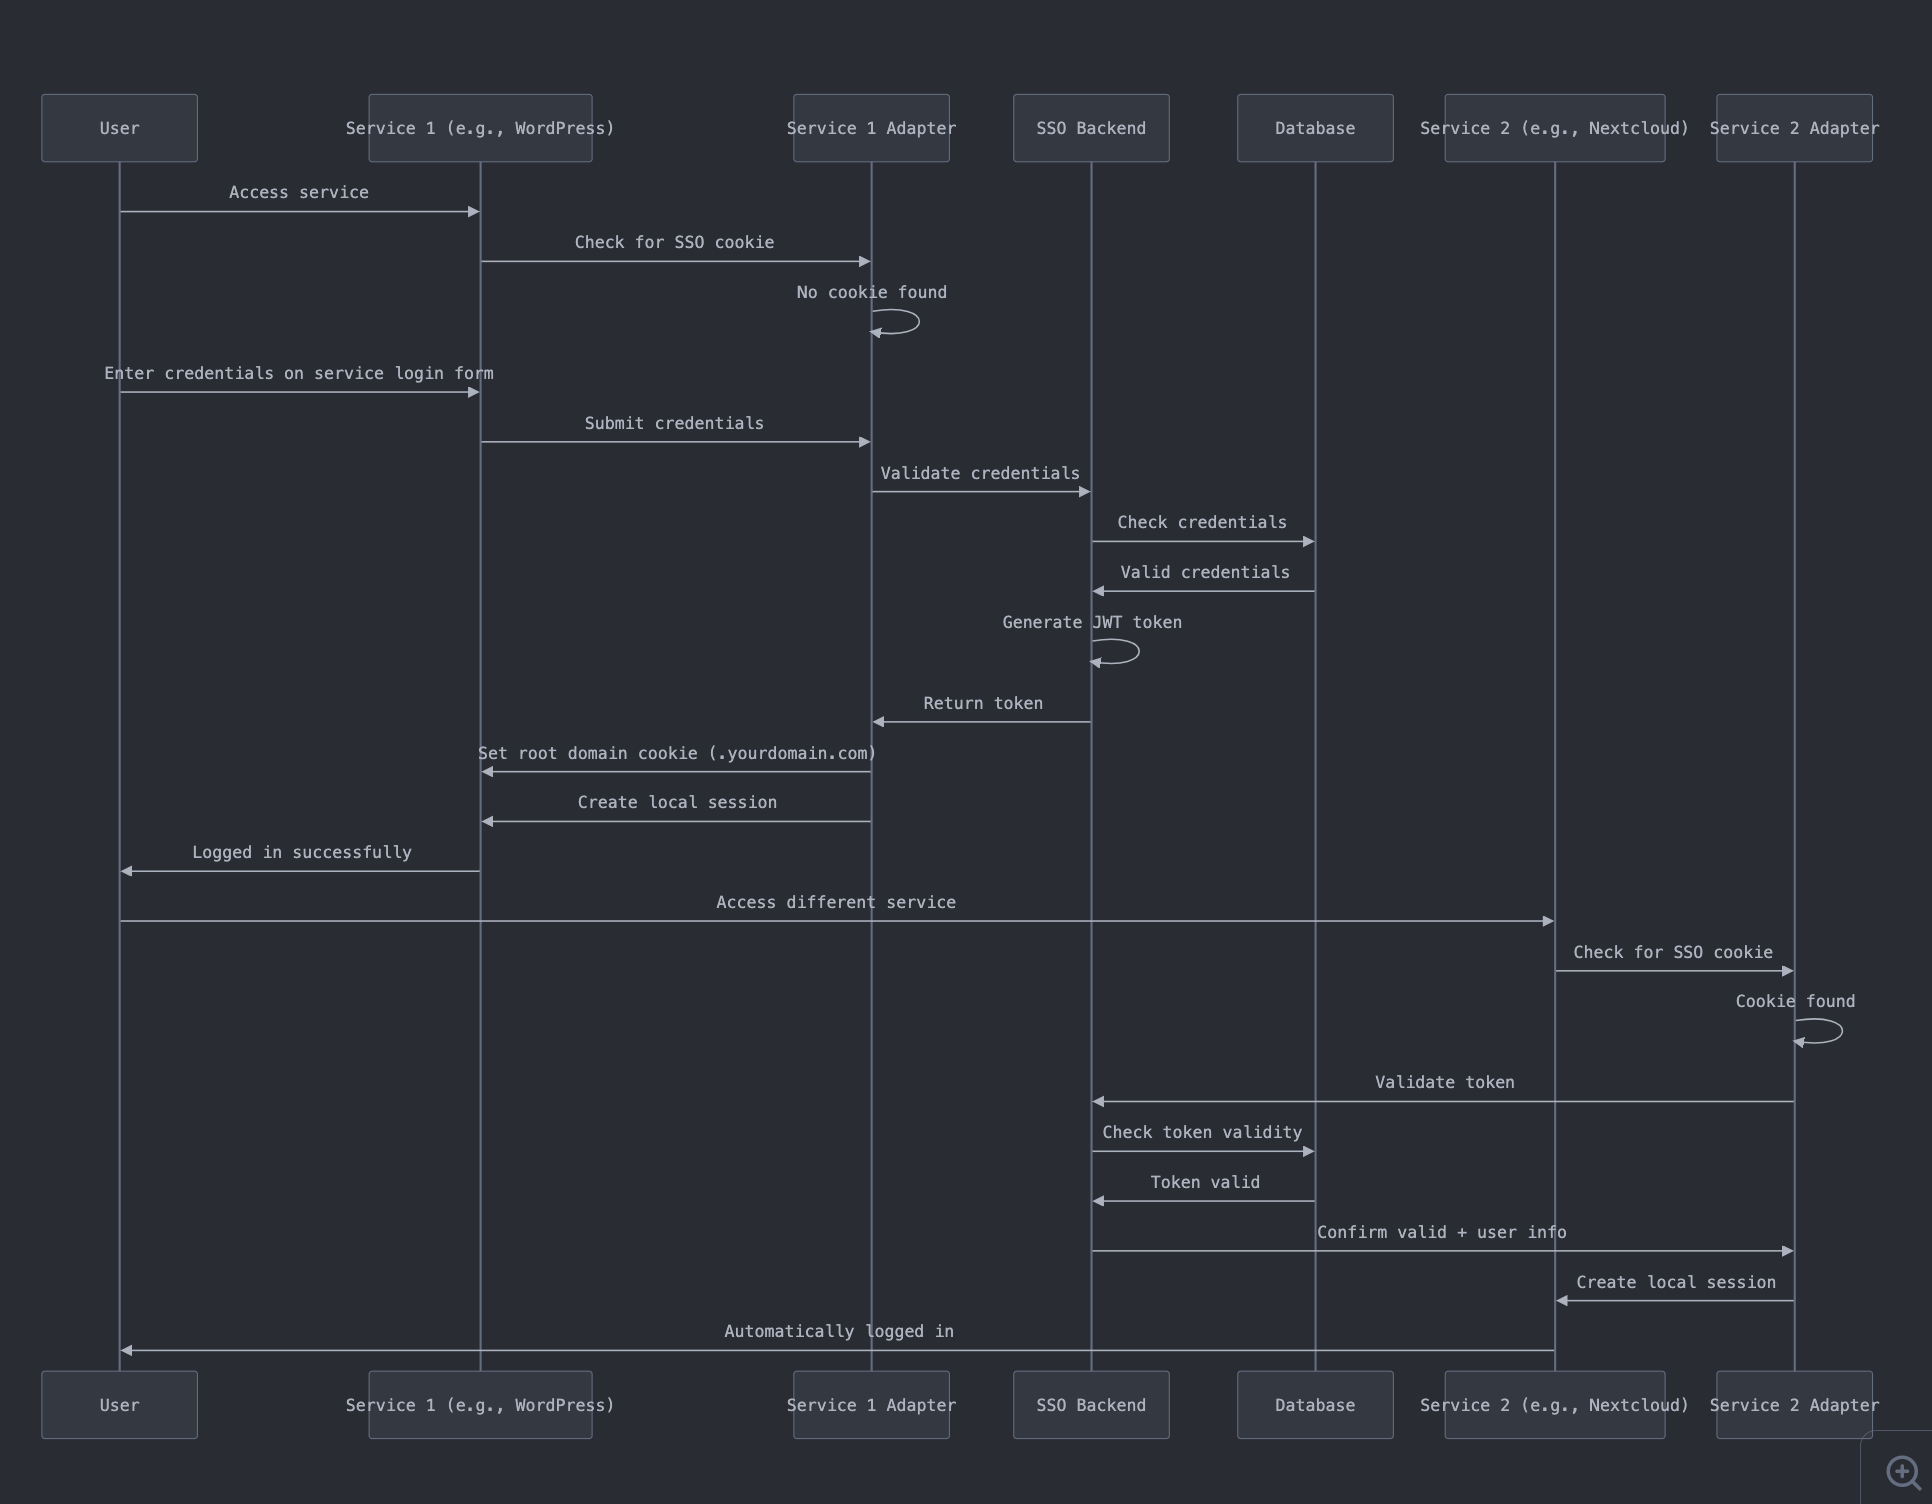 User
Service 1 (e.g., WordPress)
Service 1 Adapter
SSO Backend
Database
Service 2 (e.g., Nextcloud)
Service 2 Adapter
Access service
Check for SSO cookie
No cookie found
Enter credentials on service login form
Submit credentials
Validate credentials
Check credentials
Valid credentials
Generate JWT token
Return token
Set root domain cookie (.yourdomain.com)
Create local session
Logged in successfully
Access different service
Check for SSO cookie
Cookie found
Validate token
Check token validity
Token valid
Confirm valid + user info
Create local session
Automatically logged in
User
Service 1 (e.g., WordPress)
Service 1 Adapter
SSO Backend
Database
Service 2 (e.g., Nextcloud)
Service 2 Adapter